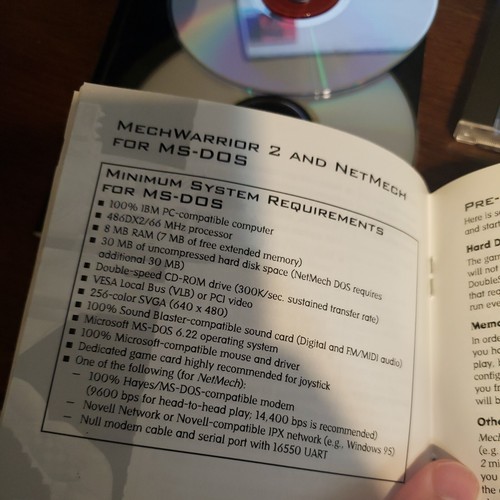 MECHWARRIOR 2 AND NETMECH
FOR MS-DOS
MINIMUM SYSTEM REQUIREMENTS
FOR MS-DOS
■ 100% IBM PC-compatible computer
■ 486DX2/66 MHz processor
■ 8 MB RAM (7 MB of free extended memory)
■ 30 MB of uncompressed hard disk space (NetMech DOS requires
additional 30 MB)
■ Double-speed CD-ROM drive (300K/sec. sustained transfer rate)
■ VESA Local Bus (VLB) or PCI video
■ 256-color SVGA (640 x 480)
■ 100% Sound Blaster-compatible sound card (Digital and FM/MIDI audio)
■ Microsoft MS-DOS 6.22 operating system
■ 100% Microsoft-compatible mouse and driver
■ Dedicated game card highly recommended for joystick
■ One of the following (for NetMech):
– 100% Hayes/MS-DOS-compatible modem
(9600 bps for head-to-head play; 14,400 bps is recommended)
– Novell Network or Novell-compatible IPX network (e.g., Windows 95)
– Null modem cable and serial port with 16550 UART
PRE-
Here is
and start
Hard D
The gam
will not
Double
that rea
run eve
Mem
In orde
you ho
play,
config
you
will b
Othe
Mech
(e.g.
2 mi
you
the